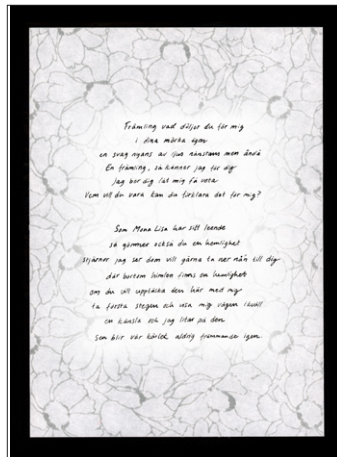 Främling vad döljer du för mig
i dina mörka ögon
en svag nyans av ljus nånstans men ändå
En främling, så känner jag för dig
Jag ber dig låt mig få veta
Vem vill du vara kan du förklara det för mig?
Som Mona Lisa har sitt leende
så gömmer också du en hemlighet
stjärnor jag ser dem vill gärna ta ner nån till dig
där bortom himlen finns en hemlighet
om du vill upptäcka den här med mig
ta första stegen och visa mig vägen ikväll
en känsla och jag litar på den
Som blir vår kärlek aldrig främmande igen.